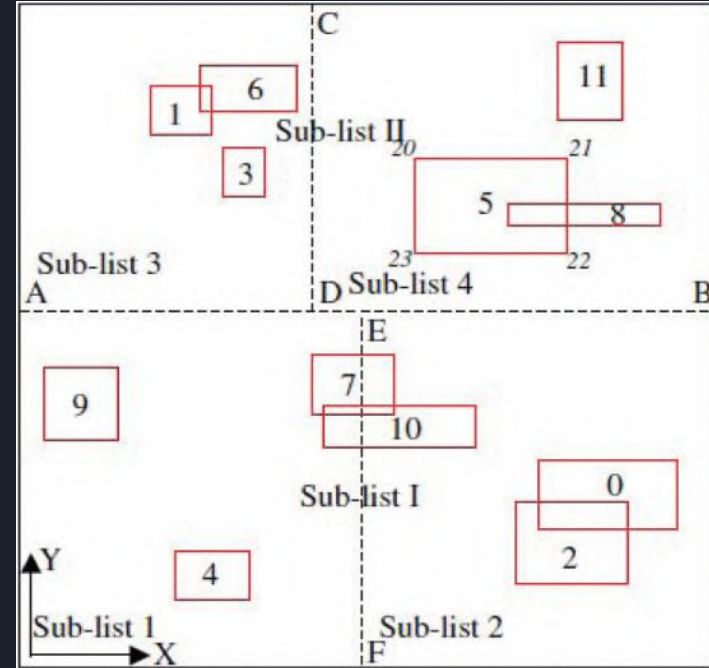 C
6
11
1
Sub-list II
20
21
3
5
8
23
22
Sub-list 3
A
D
Sub-list 4
B
E
7
9
10
0
Sub-list I
2
Y
4
Sub-list 1
X
F
Sub-list 2